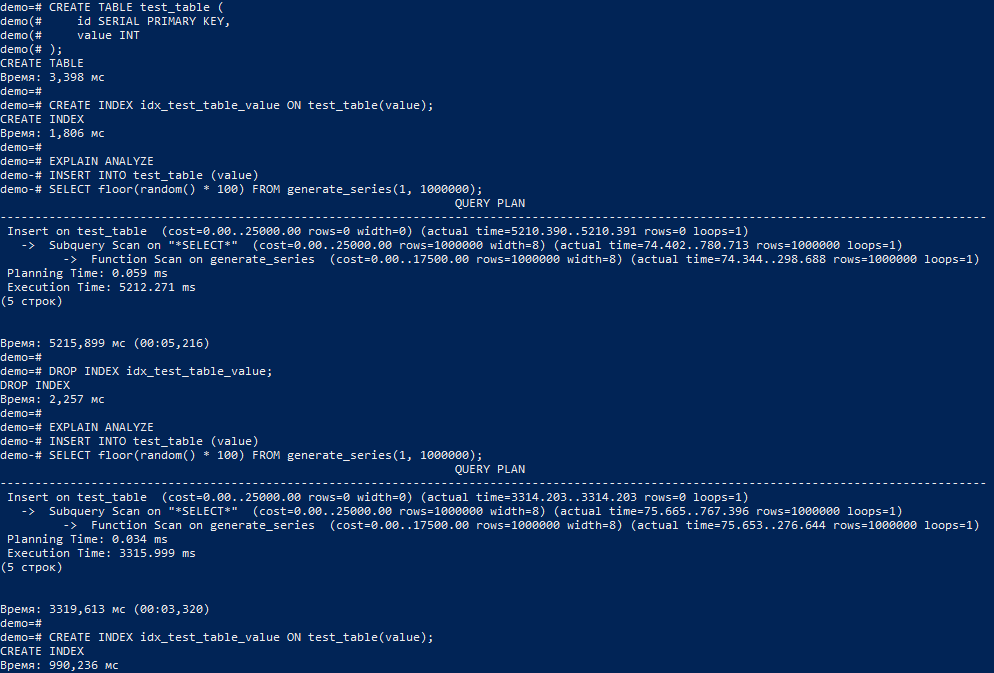 demo=# CREATE TABLE test_table (
demo(#     id SERIAL PRIMARY KEY,
demo(#     value INT
demo(# );
CREATE TABLE
Время: 3,398 мс
demo=#
demo=# CREATE INDEX idx_test_table_value ON test_table(value);
CREATE INDEX
Время: 1,806 мс
demo=#
demo=# EXPLAIN ANALYZE
demo-# INSERT INTO test_table (value)
demo-# SELECT floor(random() * 100) FROM generate_series(1, 1000000);
QUERY PLAN
---------------------------------------------------------------------------------------------------------------------------------------------
 Insert on test_table  (cost=0.00..25000.00 rows=0 width=0) (actual time=5210.390..5210.391 rows=0 loops=1)
   ->  Subquery Scan on "*SELECT*"  (cost=0.00..25000.00 rows=1000000 width=8) (actual time=74.402..780.713 rows=1000000 loops=1)
         ->  Function Scan on generate_series  (cost=0.00..17500.00 rows=1000000 width=8) (actual time=74.344..298.688 rows=1000000 loops=1)
 Planning Time: 0.059 ms
 Execution Time: 5212.271 ms
(5 строк)
Время: 5215,899 мс (00:05,216)
demo=#
demo=# DROP INDEX idx_test_table_value;
DROP INDEX
Время: 2,257 мс
demo=#
demo=# EXPLAIN ANALYZE
demo-# INSERT INTO test_table (value)
demo-# SELECT floor(random() * 100) FROM generate_series(1, 1000000);
QUERY PLAN
---------------------------------------------------------------------------------------------------------------------------------------------
 Insert on test_table  (cost=0.00..25000.00 rows=0 width=0) (actual time=3314.203..3314.203 rows=0 loops=1)
   ->  Subquery Scan on "*SELECT*"  (cost=0.00..25000.00 rows=1000000 width=8) (actual time=75.665..767.396 rows=1000000 loops=1)
         ->  Function Scan on generate_series  (cost=0.00..17500.00 rows=1000000 width=8) (actual time=75.653..276.644 rows=1000000 loops=1)
 Planning Time: 0.034 ms
 Execution Time: 3315.999 ms
(5 строк)
Время: 3319,613 мс (00:03,320)
demo=#
demo=# CREATE INDEX idx_test_table_value ON test_table(value);
CREATE INDEX
Время: 990,236 мс